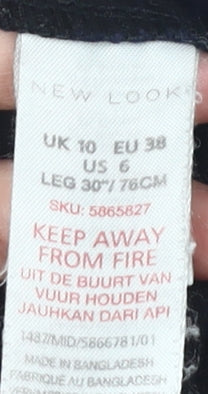 NEW LOOK
UK 10 EU 38
US 6
LEG 30"/76CM
SKU: 5865827
KEEP AWAY
FROM FIRE
UIT DE BUURT VAN
VUUR HOUDEN
JAUHKAN DARI API
1487/MID/5866781/01
MADE IN BANGLADESH
FABRIQUE AU BANGLADESH